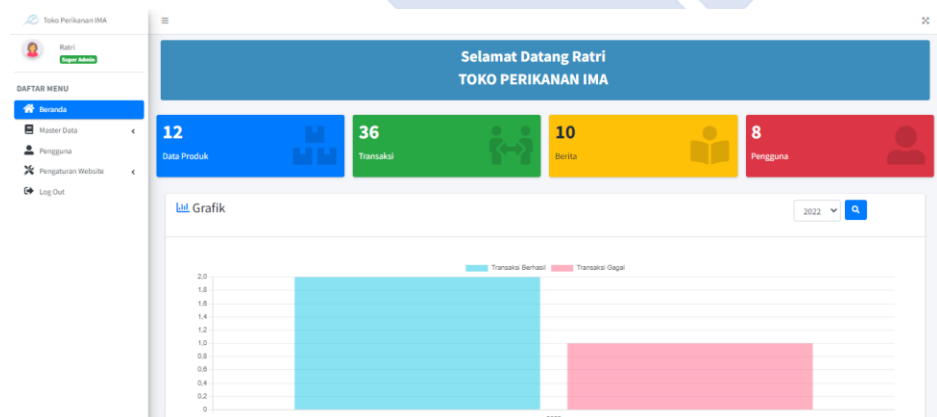 Toko Perikanan IMA
Ratri
Super Admin
DAFTAR MENU
Beranda
Master Data
Pengguna
Pengaturan Website
Log Out
Selamat Datang Ratri
TOKO PERIKANAN IMA
12
Data Produk
36
Transaksi
10
Berita
8
Pengguna
Grafik
2022
Transaksi Berhasil Transaksi Gagal
2,0
1,8
1,6
1,4
1,2
1,0
0,8
0,6
0,4
0,2
0